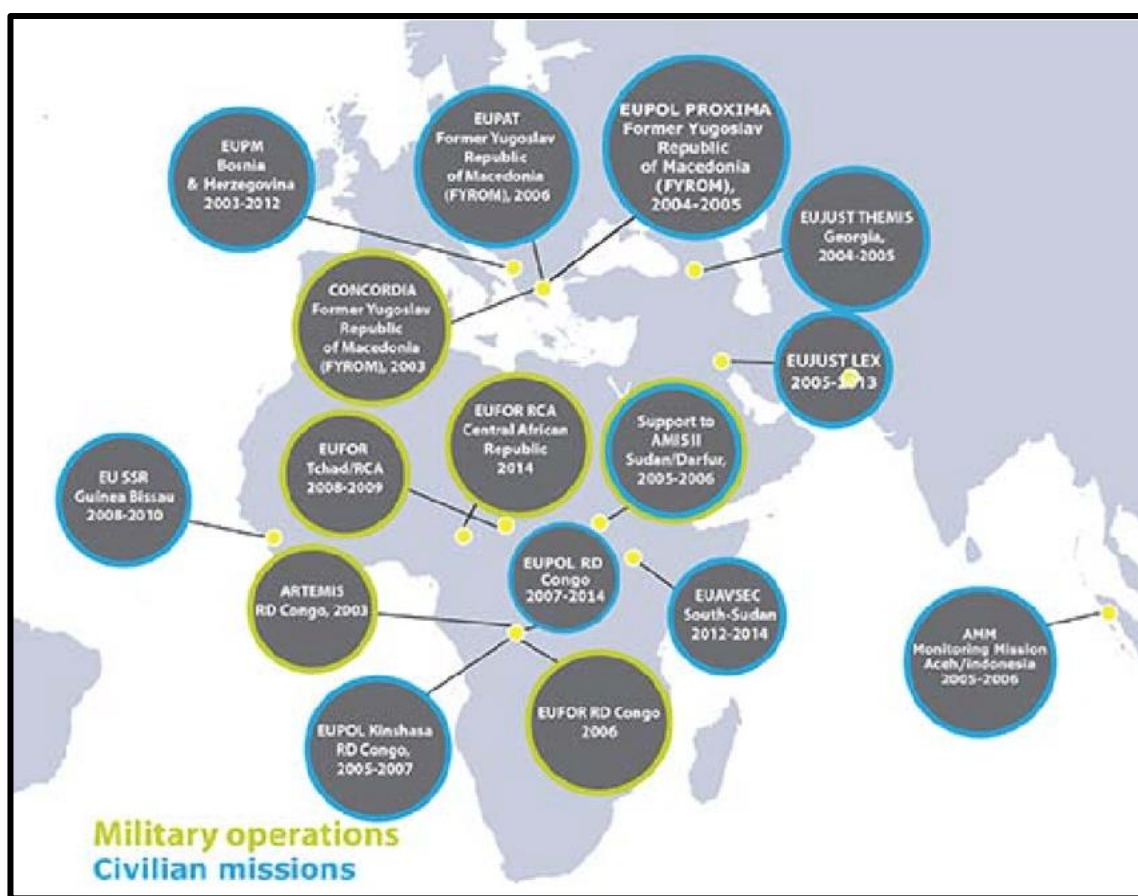 EUPM
Bosnia
& Herzegovina
2003-2012
EUPAT
Former Yugoslav
Republic
of Macedonia
(FYROM), 2006
EUPOL PROXIMA
Former Yugoslav
Republic
of Macedonia
(FYROM),
2004-2005
EUJUST THEMIS
Georgia,
2004-2005
CONCORDIA
Former Yugoslav
Republic
of Macedonia
(FYROM), 2003
EUJUST LEX
2005-2013
EUFOR RCA
Central African
Republic
2014
Support to
AMIS II
Sudan/Darfur,
2005-2006
EUFOR
Tchad/RCA
2008-2009
EU SSR
Guinea Bissau
2008-2010
EUPOL RD
Congo
2007-2014
ARTEMIS
RD Congo, 2003
EUAVSEC
South-Sudan
2012-2014
AMM
Monitoring Mission
Aceh/Indonesia
2005-2006
EUFOR RD Congo
2006
EUPOL Kinshasa
RD Congo,
2005-2007
Military operations
Civilian missions